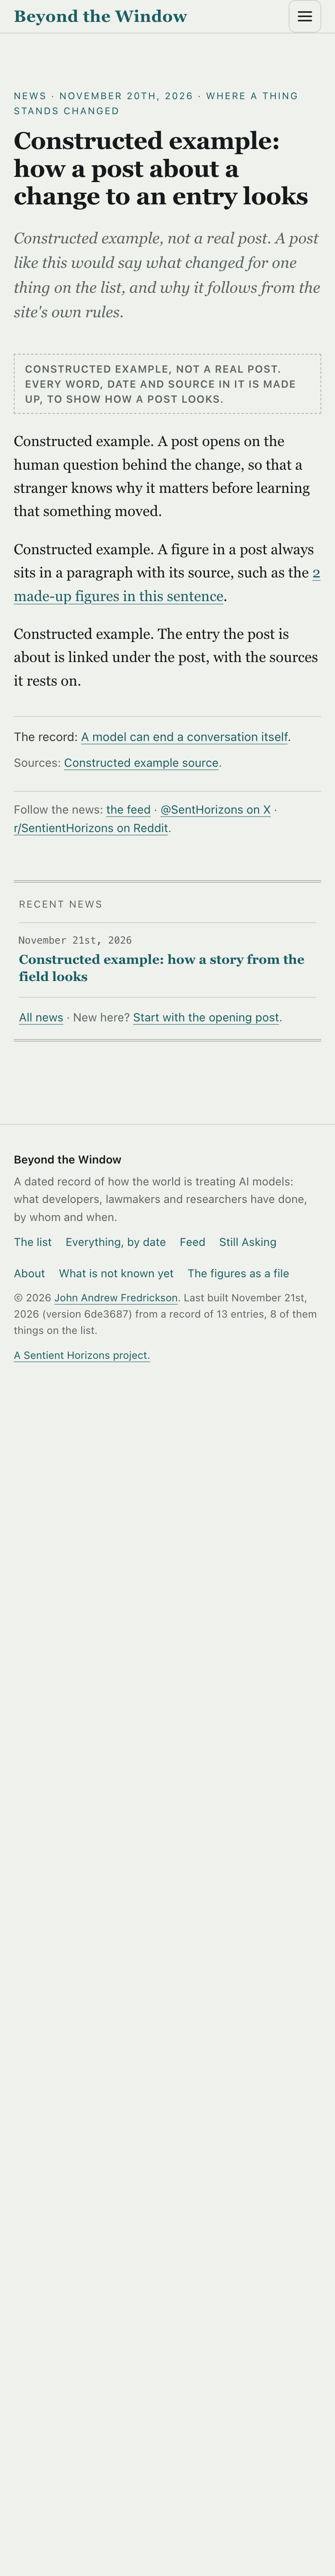 Beyond the Window
NEWS · NOVEMBER 20TH, 2026 · WHERE A THING
STANDS CHANGED
Constructed example:
how a post about a
change to an entry looks
Constructed example, not a real post. A post
like this would say what changed for one
thing on the list, and why it follows from the
site's own rules.
CONSTRUCTED EXAMPLE, NOT A REAL POST.
EVERY WORD, DATE AND SOURCE IN IT IS MADE
UP, TO SHOW HOW A POST LOOKS.
Constructed example. A post opens on the
human question behind the change, so that a
stranger knows why it matters before learning
that something moved.
Constructed example. A figure in a post always
sits in a paragraph with its source, such as the 2
made-up figures in this sentence.
Constructed example. The entry the post is
about is linked under the post, with the sources
it rests on.
The record: A model can end a conversation itself.
Sources: Constructed example source.
Follow the news: the feed · @SentHorizons on X ·
r/SentientHorizons on Reddit.
RECENT NEWS
November 21st, 2026
Constructed example: how a story from the
field looks
All news · New here? Start with the opening post.
Beyond the Window
A dated record of how the world is treating AI models:
what developers, lawmakers and researchers have done,
by whom and when.
The list Everything, by date Feed Still Asking
About What is not known yet The figures as a file
© 2026 John Andrew Fredrickson. Last built November 21st,
2026 (version 6de3687) from a record of 13 entries, 8 of them
things on the list.
A Sentient Horizons project.